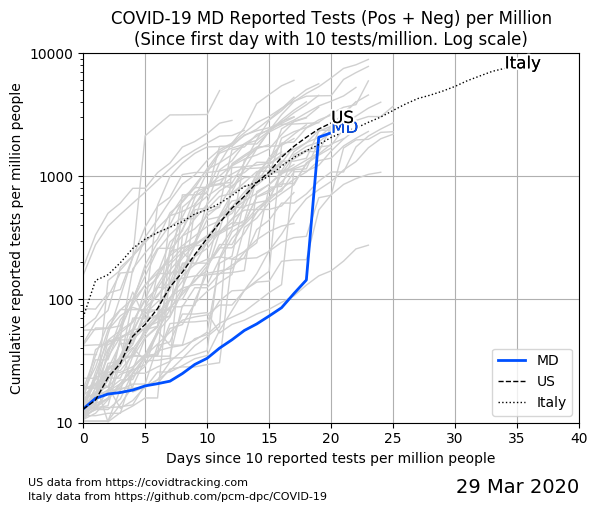 COVID-19 MD Reported Tests (Pos + Neg) per Million
(Since first day with 10 tests/million. Log scale)
Cumulative reported tests per million people
10000
1000
100
10
Italy
US
MD
MD
US
Italy
0 5 10 15 20 25 30 35 40
Days since 10 reported tests per million people
US data from https://covidtracking.com
Italy data from https://github.com/pcm-dpc/COVID-19
29 Mar 2020